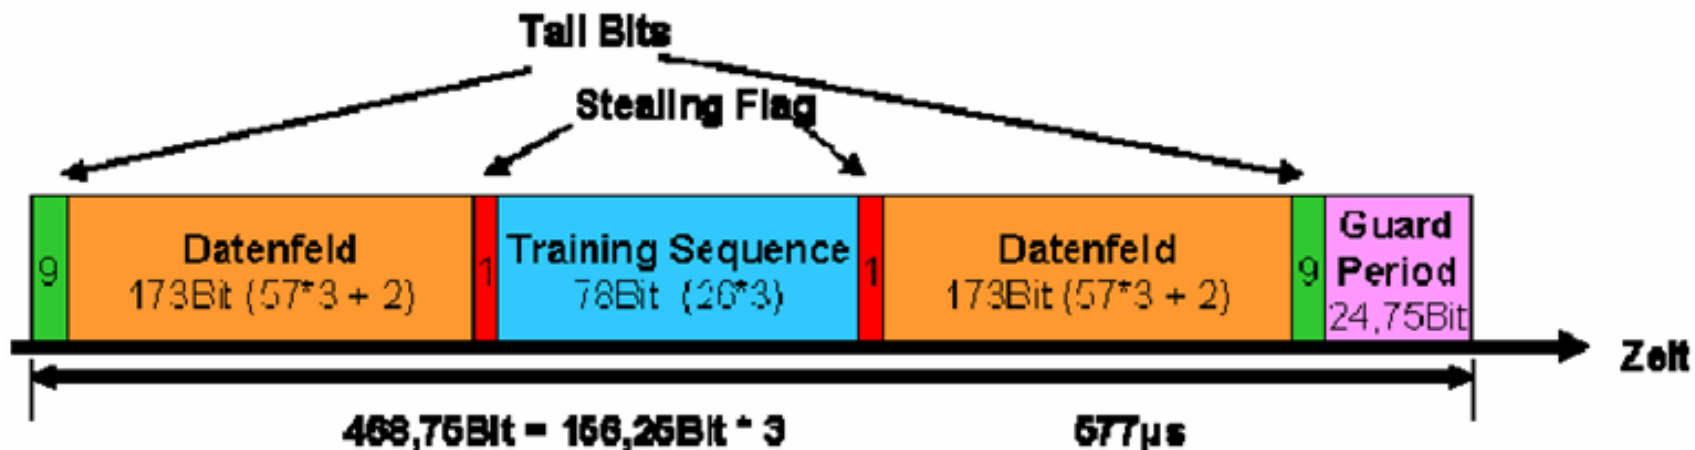 Tail Bits
Stealing Flag
9
Datenfeld
173Bit (57*3 + 2)
1
Training Sequence
78Bit (26*3)
1
Datenfeld
173Bit (57*3 + 2)
9
Guard
Period
24,75Bit
Zeit
468,75Bit = 156,25Bit * 3
577µs